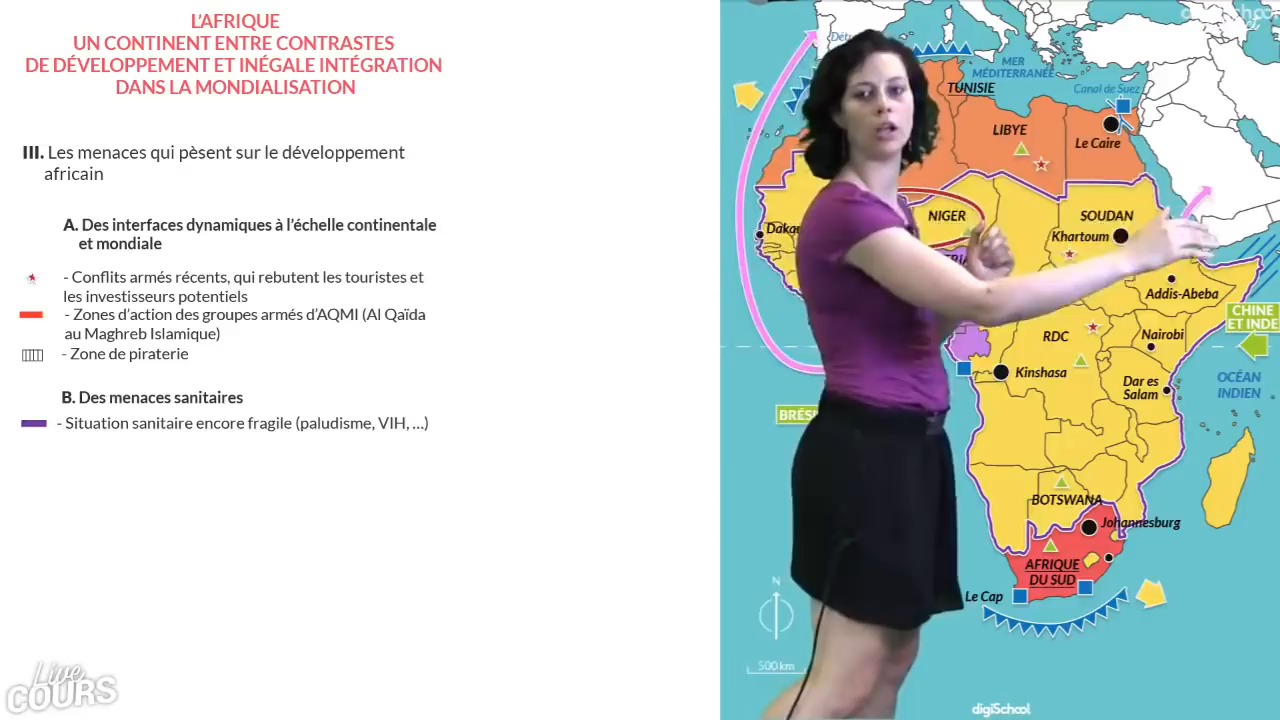 L'AFRIQUE
UN CONTINENT ENTRE CONTRASTES
DE DÉVELOPPEMENT ET INÉGALE INTÉGRATION
DANS LA MONDIALISATION
III. Les menaces qui pèsent sur le développement
africain
A. Des interfaces dynamiques à l'échelle continentale
et mondiale
- Conflits armés récents, qui rebutent les touristes et
les investisseurs potentiels
- Zones d'action des groupes armés d'AQMI (Al Qaïda
au Maghreb Islamique)
- Zone de piraterie
B. Des menaces sanitaires
- Situation sanitaire encore fragile (paludisme, VIH, ...)
Live
COURS
digiSchool
MER
MÉDITERRANÉE
Canal de Suez
TUNISIE
LIBYE
Le Caire
NIGER
SOUDAN
Khartoum
Addis-Abeba
CHINE
ET INDE
RDC
Nairobi
Kinshasa
Dar es
Salam
OCÉAN
INDIEN
BOTSWANA
Johannesburg
AFRIQUE
DU SUD
Le Cap
N
500 km
digiSchool